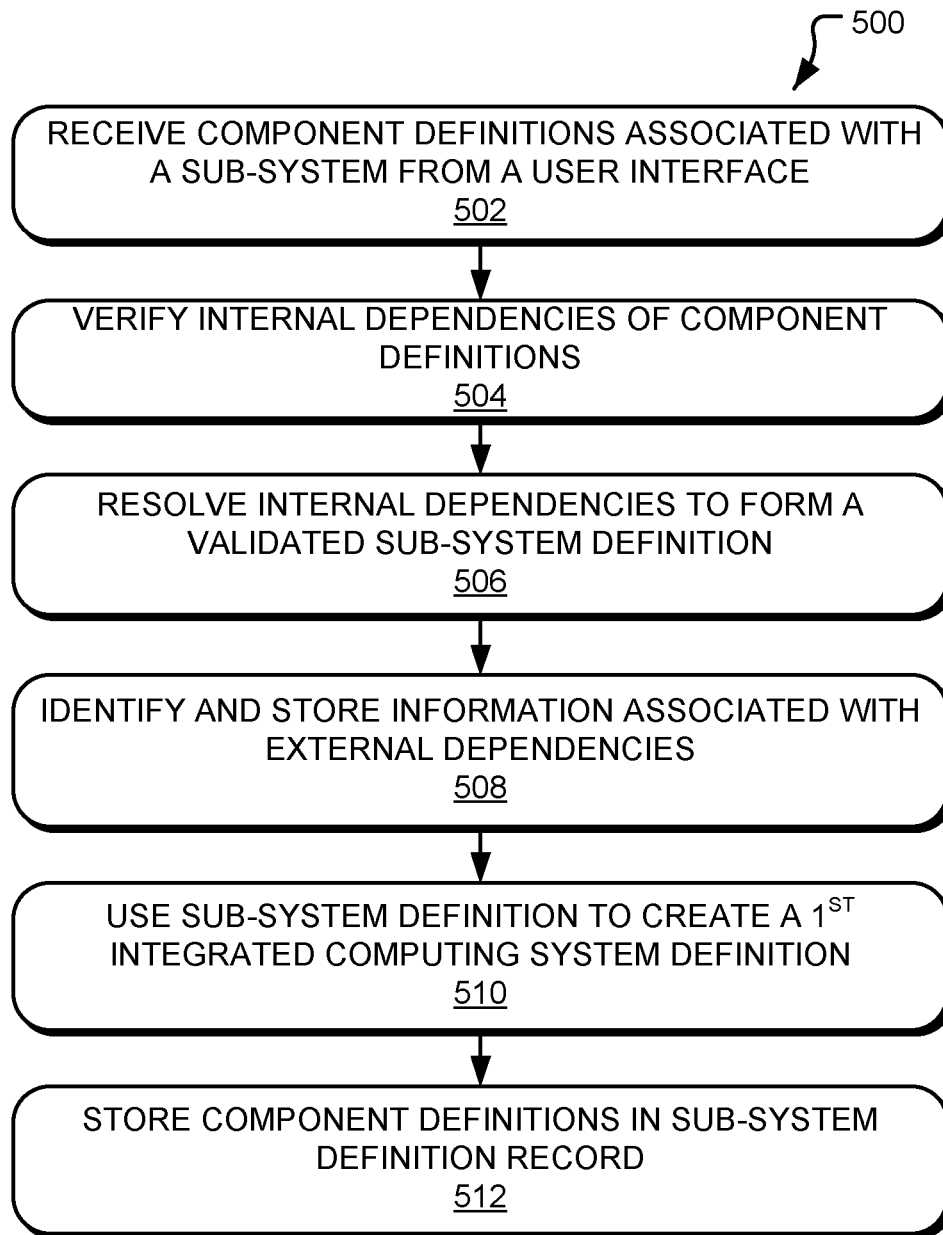 500
RECEIVE COMPONENT DEFINITIONS ASSOCIATED WITH
A SUB-SYSTEM FROM A USER INTERFACE
502
VERIFY INTERNAL DEPENDENCIES OF COMPONENT
DEFINITIONS
504
RESOLVE INTERNAL DEPENDENCIES TO FORM A
VALIDATED SUB-SYSTEM DEFINITION
506
IDENTIFY AND STORE INFORMATION ASSOCIATED WITH
EXTERNAL DEPENDENCIES
508
USE SUB-SYSTEM DEFINITION TO CREATE A 1ST
INTEGRATED COMPUTING SYSTEM DEFINITION
510
STORE COMPONENT DEFINITIONS IN SUB-SYSTEM
DEFINITION RECORD
512